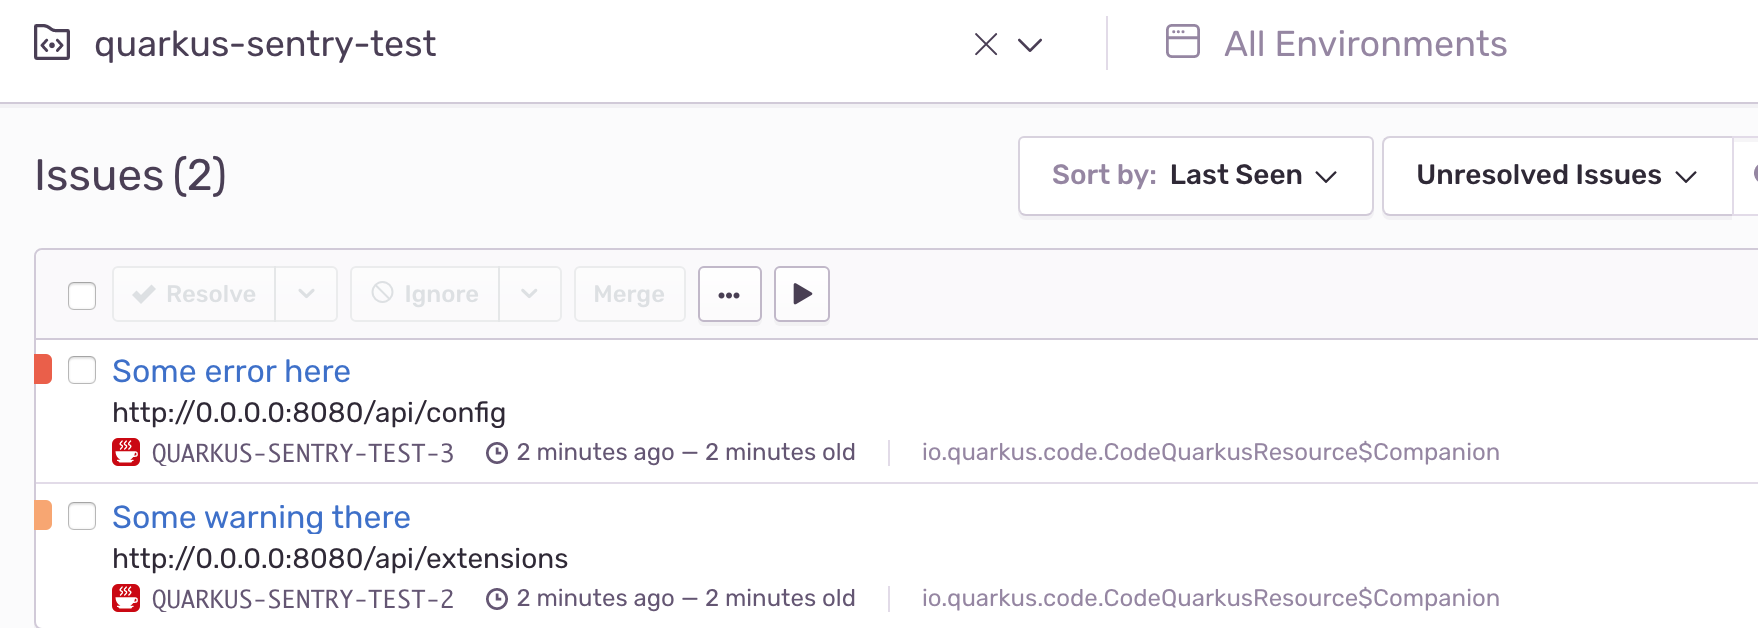 quarkus-sentry-test
All Environments
Issues (2)
Sort by: Last Seen
Unresolved Issues
Resolve
Ignore
Merge
Some error here
http://0.0.0.0:8080/api/config
QUARKUS-SENTRY-TEST-3 2 minutes ago — 2 minutes old io.quarkus.code.CodeQuarkusResource$Companion
Some warning there
http://0.0.0.0:8080/api/extensions
QUARKUS-SENTRY-TEST-2 2 minutes ago — 2 minutes old io.quarkus.code.CodeQuarkusResource$Companion